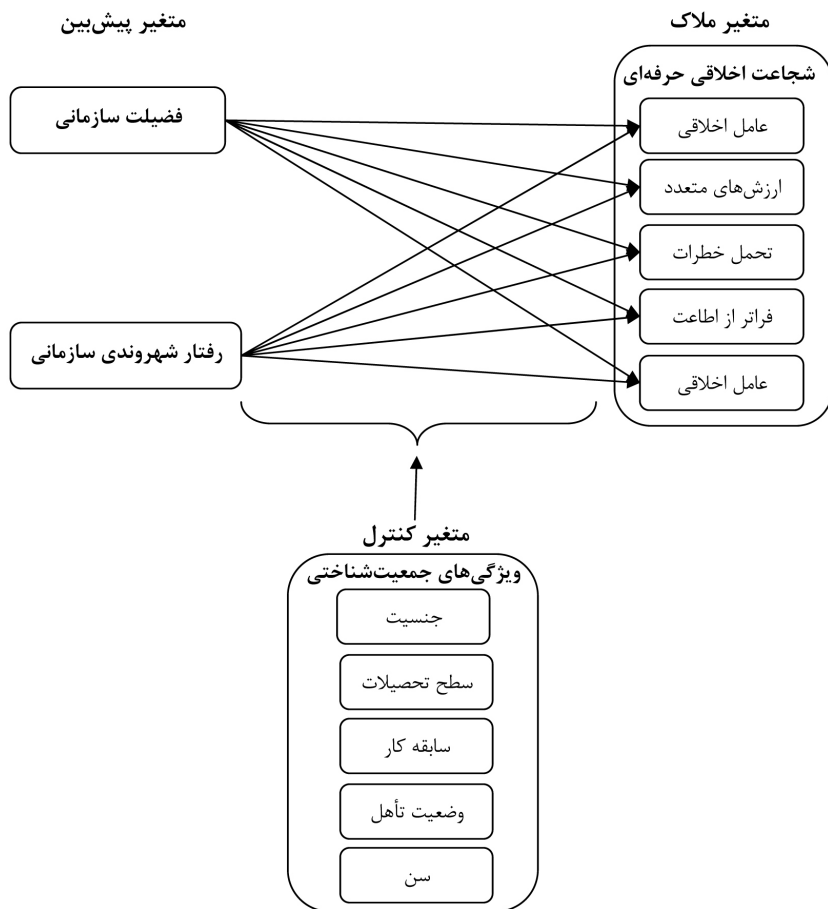 متغیر ملاک
متغیر پیش‌بین
شجاعت اخلاقی حرفه‌ای
عامل اخلاقی
ارزش‌های متعدد
تحمل خطرات
فراتر از اطاعت
عامل اخلاقی
فضیلت سازمانی
رفتار شهروندی سازمانی
متغیر کنترل
ویژگی‌های جمعیت‌شناختی
جنسیت
سطح تحصیلات
سابقه کار
وضعیت تأهل
سن